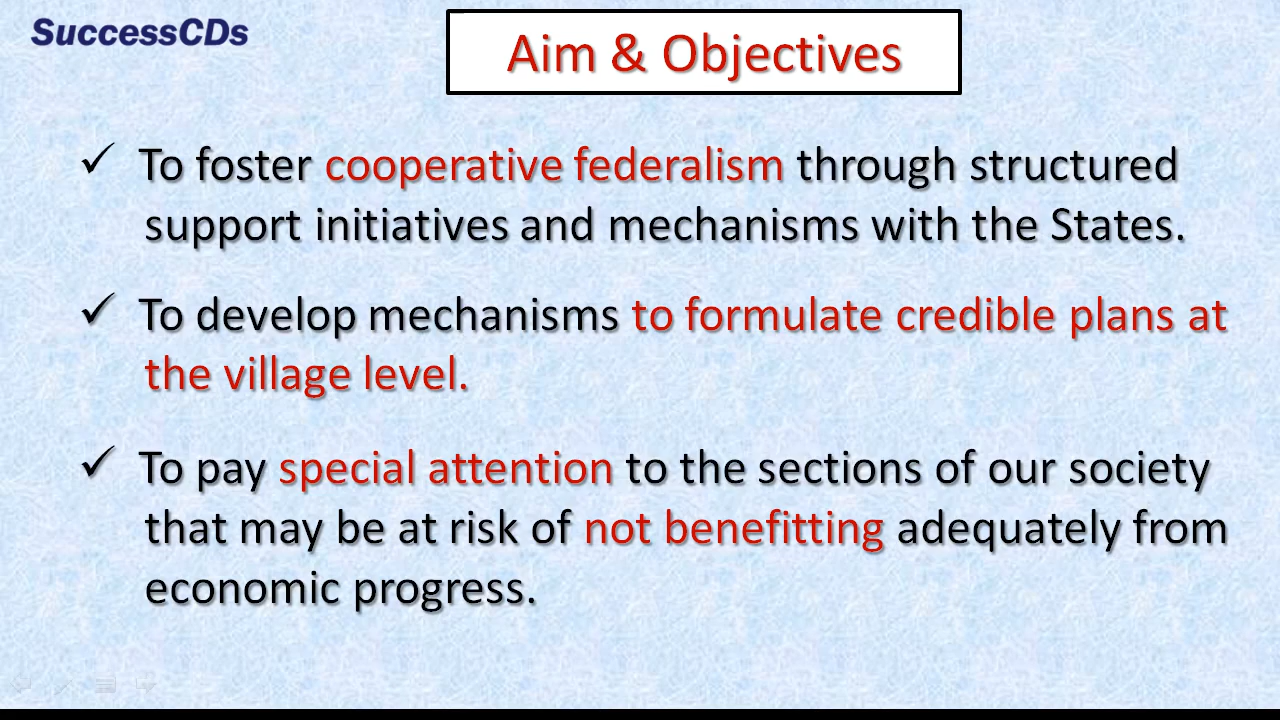 SuccessCDs
Aim & Objectives
✓ To foster cooperative federalism through structured
support initiatives and mechanisms with the States.
✓ To develop mechanisms to formulate credible plans at
the village level.
✓ To pay special attention to the sections of our society
that may be at risk of not benefitting adequately from
economic progress.